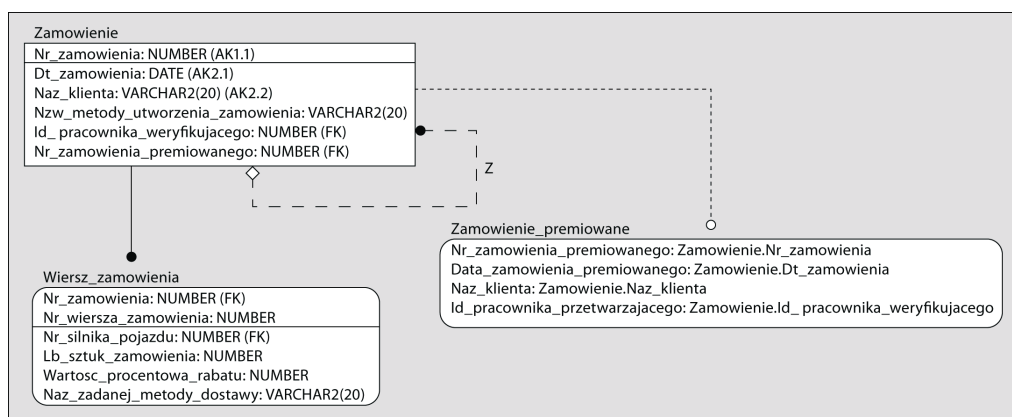 Zamowienie
Nr_zamowienia: NUMBER (AK1.1)
Dt_zamowienia: DATE (AK2.1)
Naz_klienta: VARCHAR2(20) (AK2.2)
Nzw_metody_utworzenia_zamowienia: VARCHAR2(20)
Id_ pracownika_weryfikujacego: NUMBER (FK)
Nr_zamowienia_premiowanego: NUMBER (FK)
Z
Zamowienie_premiowane
Nr_zamowienia_premiowanego: Zamowienie.Nr_zamowienia
Data_zamowienia_premiowanego: Zamowienie.Dt_zamowienia
Naz_klienta: Zamowienie.Naz_klienta
Id_pracownika_przetwarzajacego: Zamowienie.Id_ pracownika_weryfikujacego
Wiersz_zamowienia
Nr_zamowienia: NUMBER (FK)
Nr_wiersza_zamowienia: NUMBER
Nr_silnika_pojazdu: NUMBER (FK)
Lb_sztuk_zamowienia: NUMBER
Wartosc_procentowa_rabatu: NUMBER
Naz_zadanej_metody_dostawy: VARCHAR2(20)